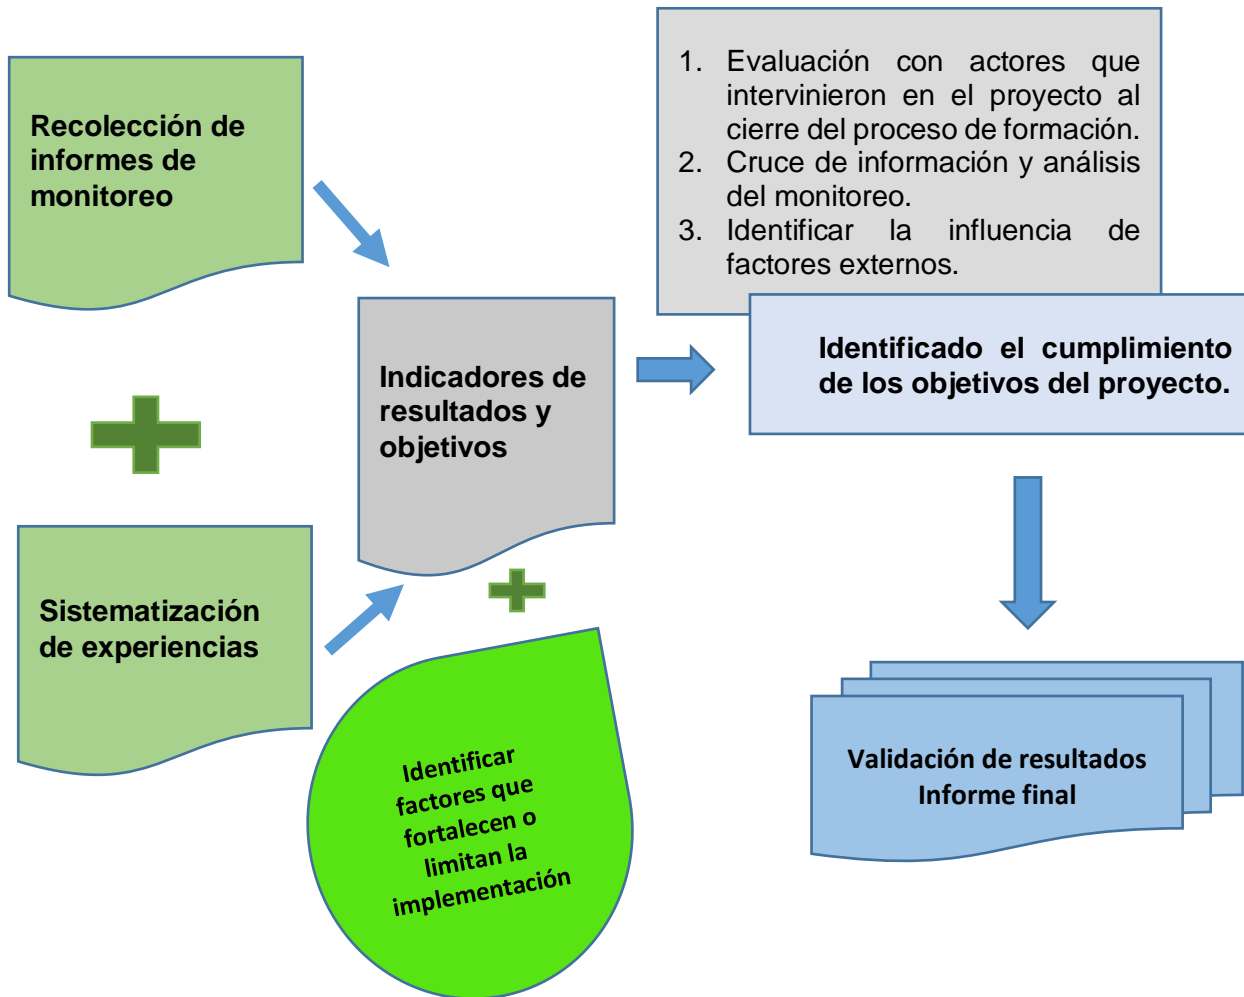 Recolección de
informes de
monitoreo
Sistematización
de experiencias
Indicadores de
resultados y
objetivos
Identificar
factores que
fortalecen o
limitan la
implementación
1. Evaluación con actores que
intervinieron en el proyecto al
cierre del proceso de formación.
2. Cruce de información y análisis
del monitoreo.
3. Identificar la influencia de
factores externos.
Identificado el cumplimiento
de los objetivos del proyecto.
Validación de resultados
Informe final